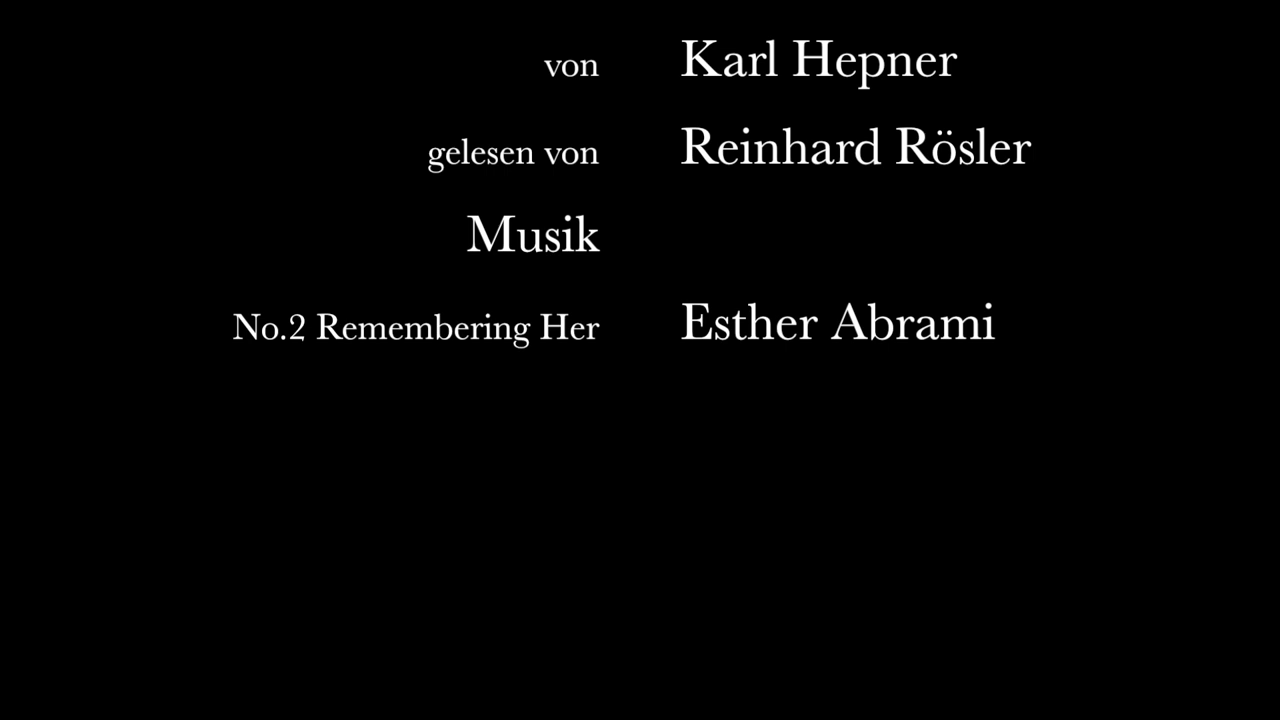 von Karl Hepner
gelesen von Reinhard Rösler
Musik
No.2 Remembering Her Esther Abrami